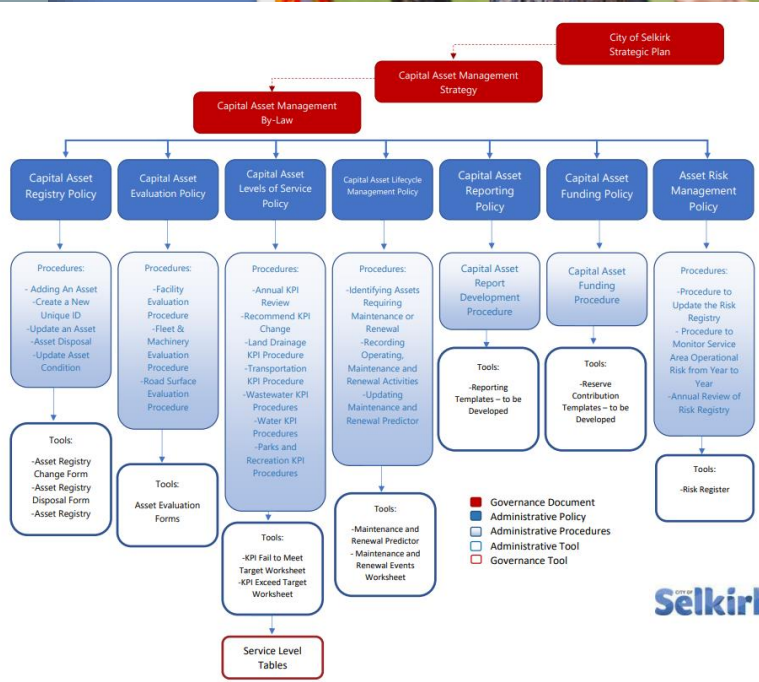 City of Selkirk
Strategic Plan
Capital Asset Management
Strategy
Capital Asset Management
By-Law
Capital Asset
Registry Policy
Capital Asset
Evaluation Policy
Capital Asset
Levels of Service
Policy
Capital Asset Lifecycle
Management Policy
Capital Asset
Reporting
Policy
Capital Asset
Funding Policy
Asset Risk
Management
Policy
Procedures:
- Adding An Asset
-Create a New
Unique ID
-Update an Asset
-Asset Disposal
-Update Asset
Condition
Procedures:
-Facility
Evaluation
Procedure
-Fleet &
Machinery
Evaluation
Procedure
-Road Surface
Evaluation
Procedure
Procedures:
-Annual KPI
Review
-Recommend KPI
Change
-Land Drainage
KPI Procedure
-Transportation
KPI Procedure
-Wastewater KPI
Procedures
-Water KPI
Procedures
-Parks and
Recreation KPI
Procedures
Procedures:
-Identifying Assets
Requiring
Maintenance or
Renewal
-Recording
Operating,
Maintenance and
Renewal Activities
-Updating
Maintenance and
Renewal Predictor
Capital Asset
Report
Development
Procedure
Capital Asset
Funding
Procedure
Procedures:
-Procedure to
Update the Risk
Registry
- Procedure to
Monitor Service
Area Operational
Risk from Year to
Year
-Annual Review of
Risk Registry
Tools:
-Asset Registry
Change Form
-Asset Registry
Disposal Form
-Asset Registry
Tools:
Asset Evaluation
Forms
Tools:
-KPI Fail to Meet
Target Worksheet
-KPI Exceed Target
Worksheet
Tools:
-Maintenance and
Renewal Predictor
- Maintenance and
Renewal Events
Worksheet
Tools:
-Reporting
Templates – to be
Developed
Tools:
-Reserve
Contribution
Templates – to be
Developed
Tools:
-Risk Register
Service Level
Tables
Governance Document
Administrative Policy
Administrative Procedures
Administrative Tool
Governance Tool
CITY OF
Selkirk